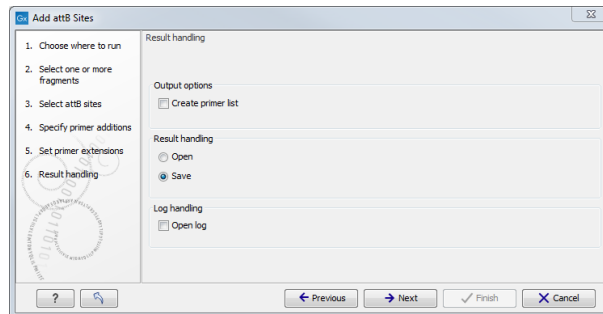 Gx Add attB Sites
1. Choose where to run
2. Select one or more
fragments
3. Select attB sites
4. Specify primer additions
5. Set primer extensions
6. Result handling
Result handling
Output options
Create primer list
Result handling
Open
Save
Log handling
Open log
?
Previous
Next
Finish
Cancel